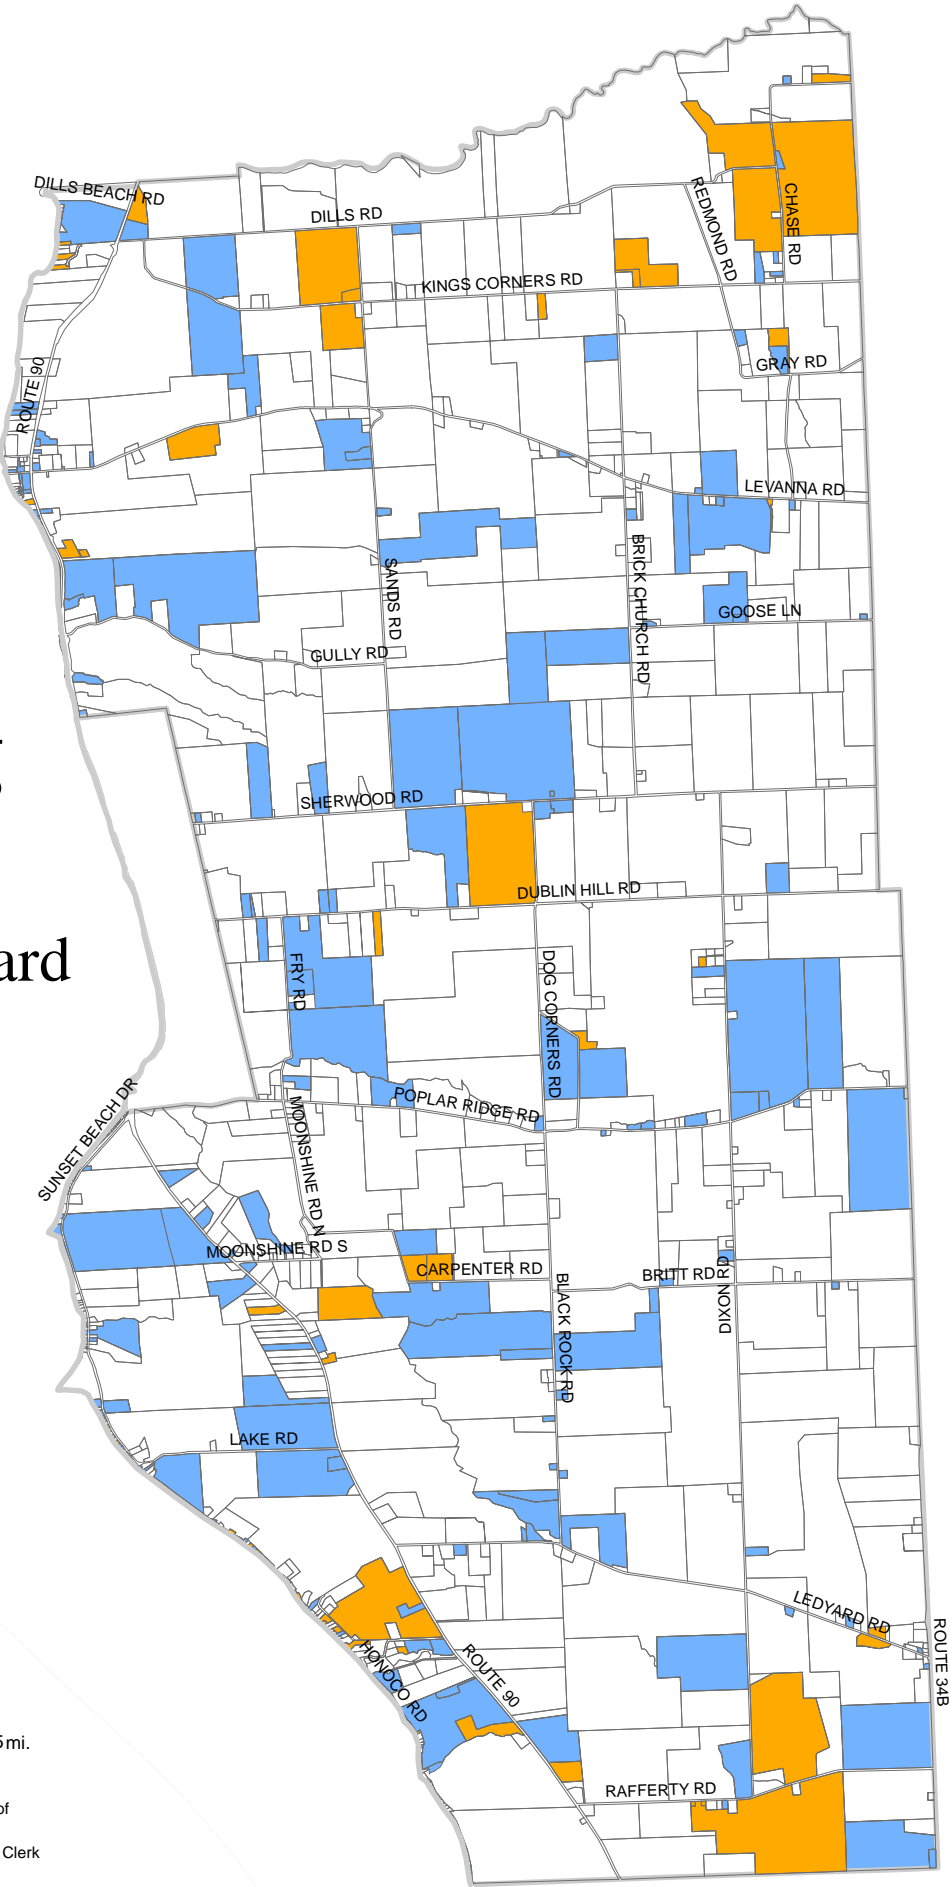 DILLS BEACH RD
DILLS RD
REDMOND RD
CHASE RD
KINGS CORNERS RD
ROUTE 90
GRAY RD
LEVANNA RD
SANDS RD
BRICK CHURCH RD
GOOSE LN
GULLY RD
SHERWOOD RD
DUBLIN HILL RD
ard
FRY RD
DOG CORNERS RD
POPLAR RIDGE RD
SUNSET BEACH DR
MOONSHINE RD N
MOONSHINE RD S
CARPENTER RD
BRITT RD
DIXON RD
BLACK ROCK RD
LAKE RD
LEDYARD RD
HONOCO RD
ROUTE 90
ROUTE 34B
mi.
RAFFERTY RD
of
Clerk